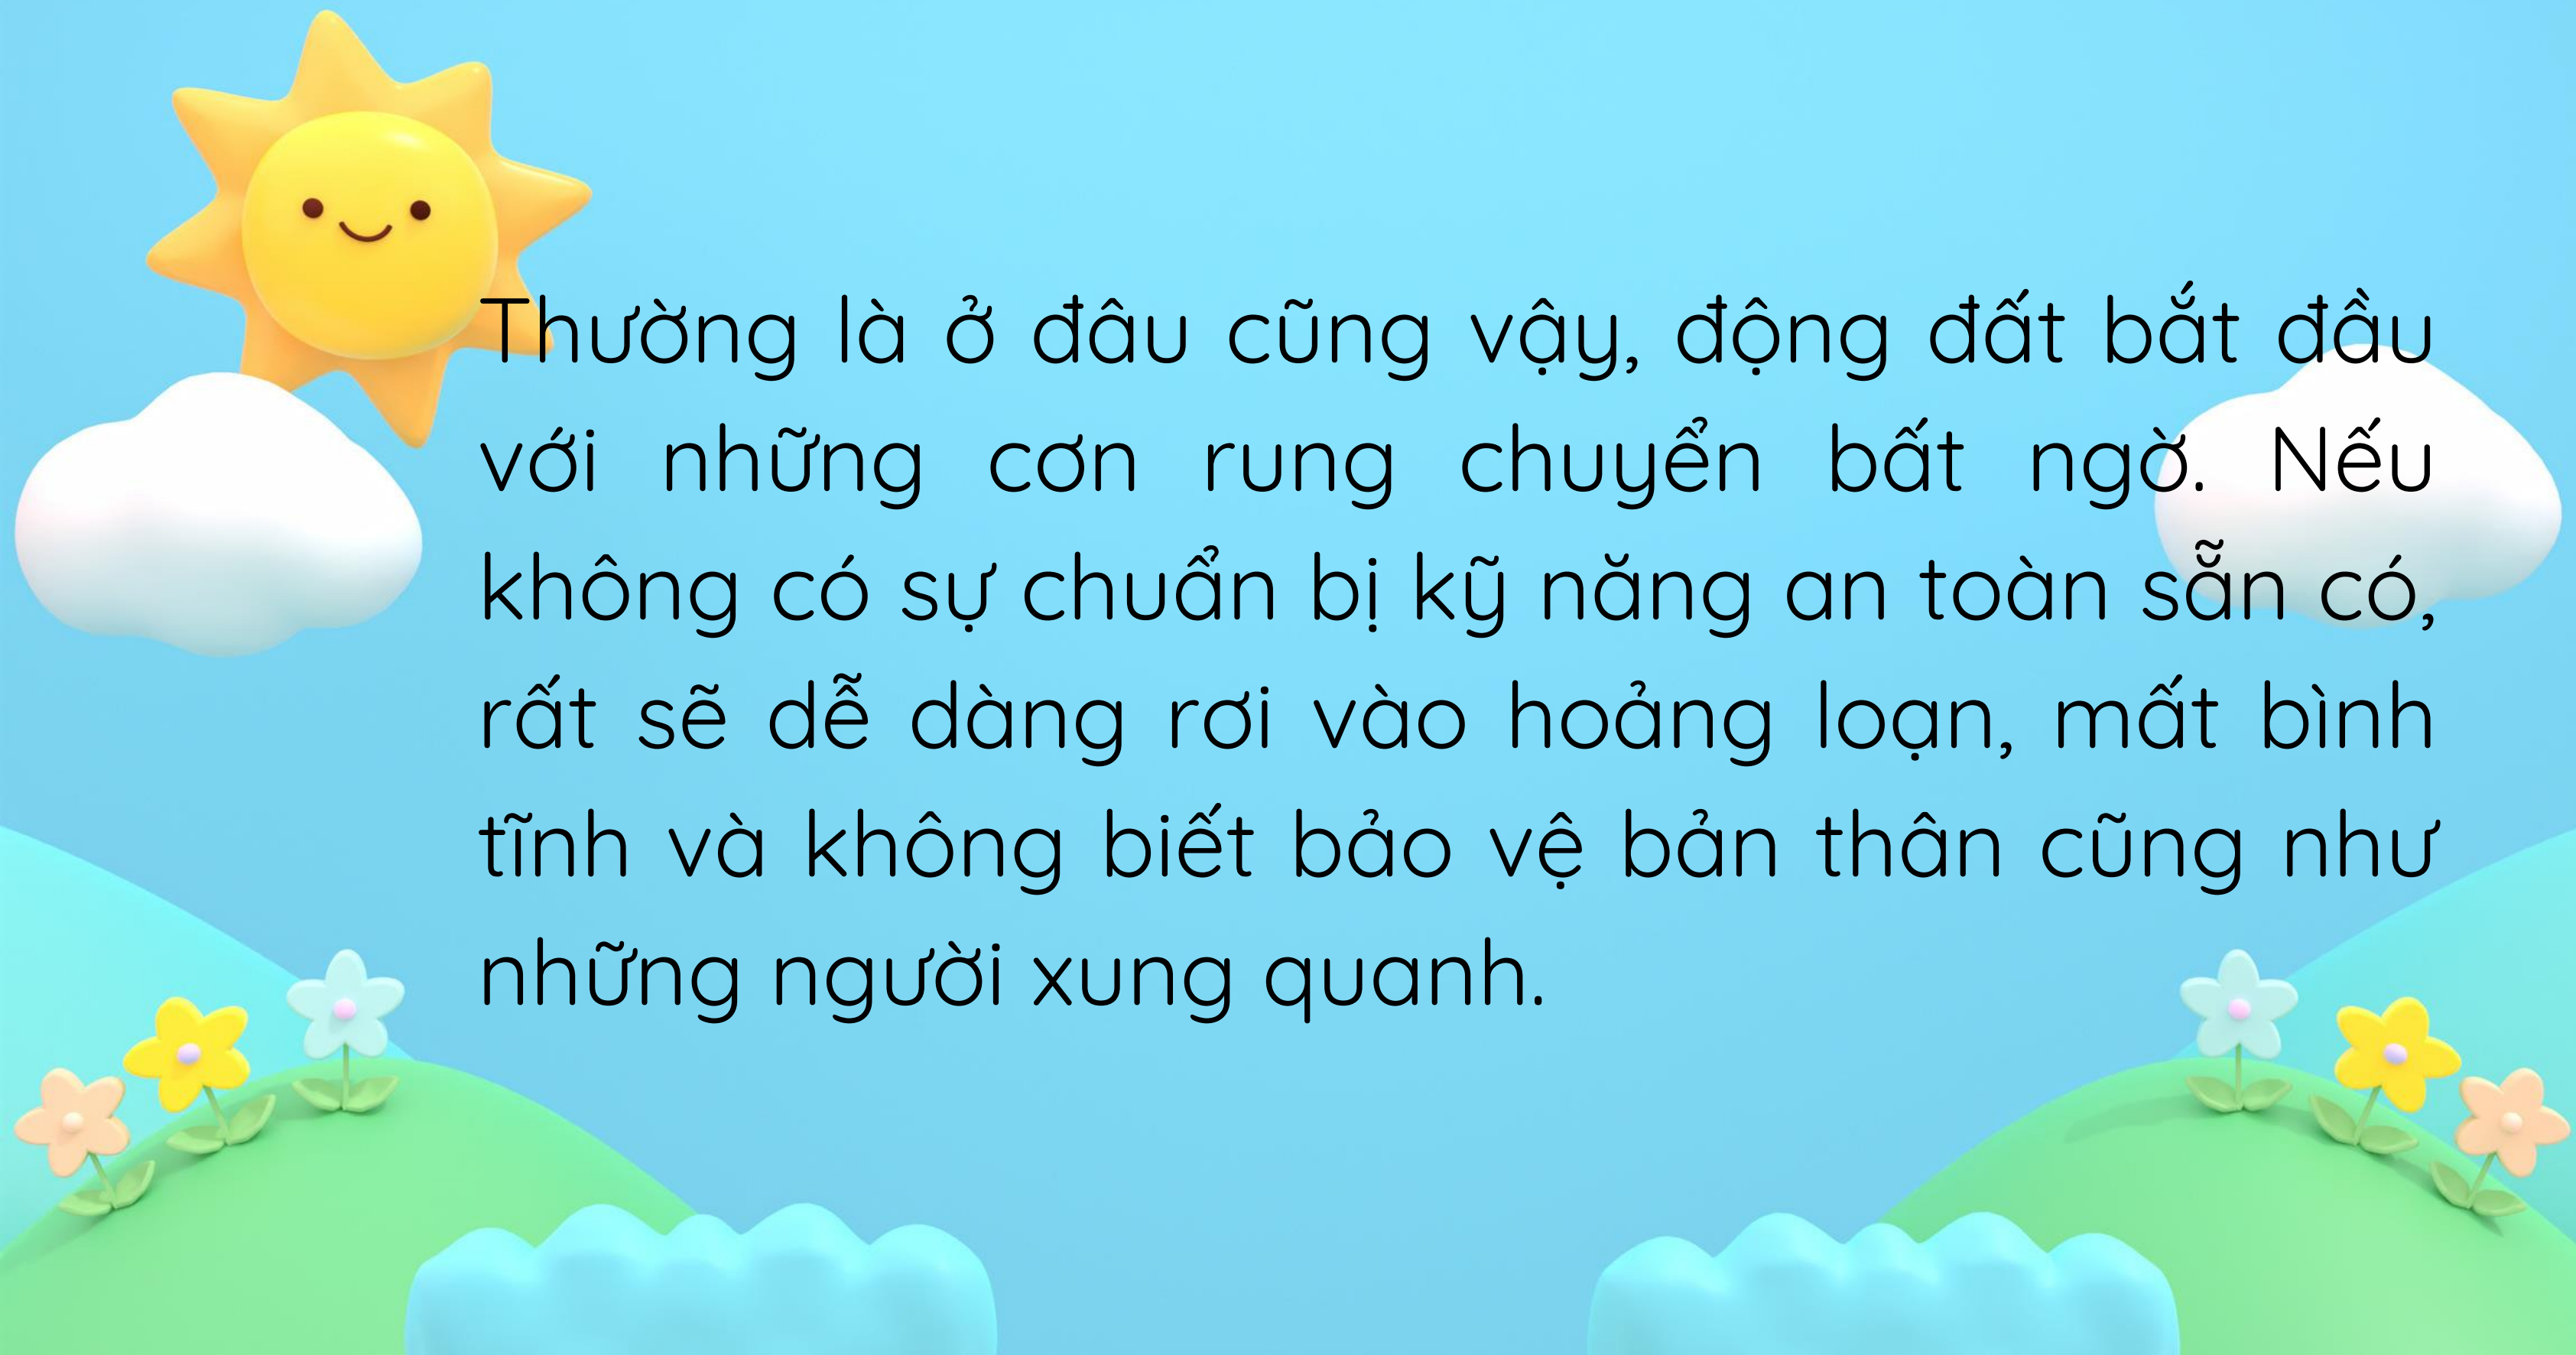 Thường là ở đâu cũng vậy, động đất bắt đầu
với những cơn rung chuyển bất ngờ. Nếu
không có sự chuẩn bị kỹ năng an toàn sẵn có,
rất sẽ dễ dàng rơi vào hoảng loạn, mất bình
tĩnh và không biết bảo vệ bản thân cũng như
những người xung quanh.